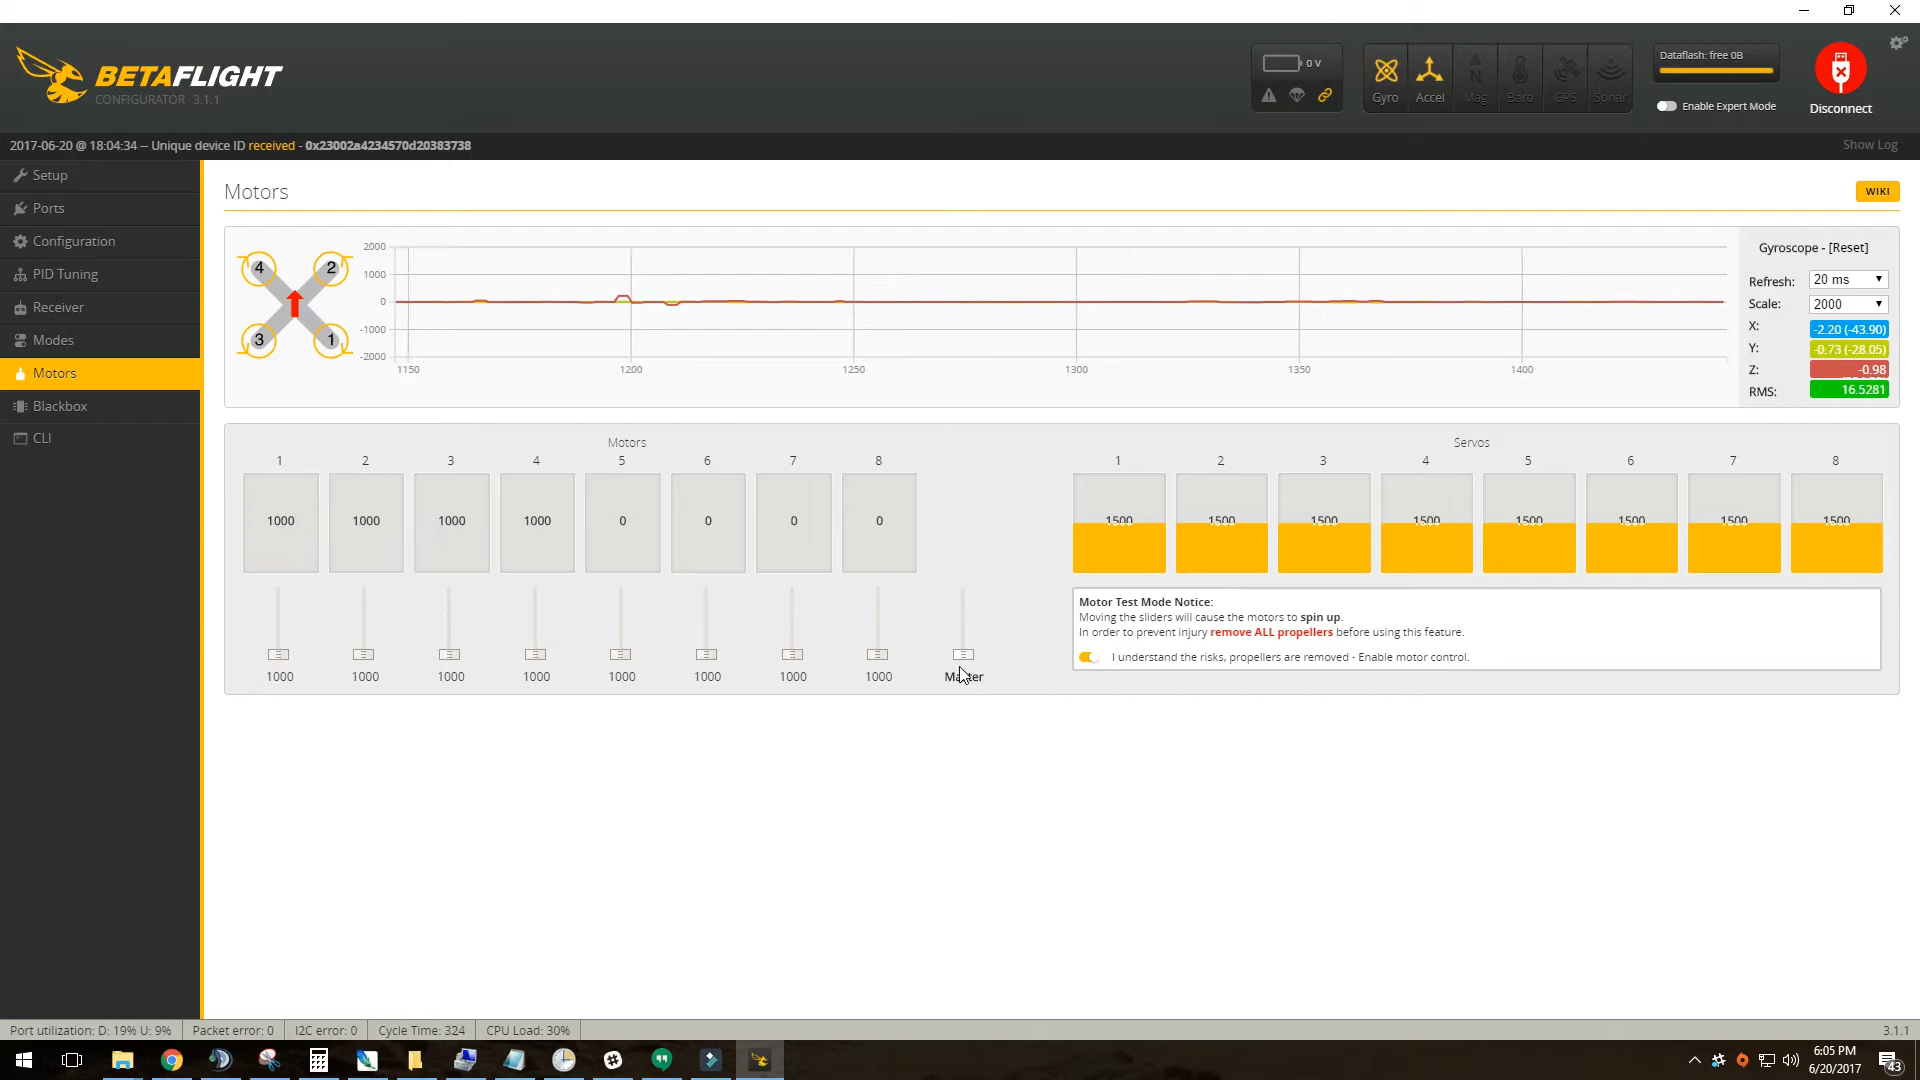 BETAFLIGHT
CONFIGURATOR 3.1.1
0 V
Gyro
Accel
Mag
Baro
GPS
Sonar
Dataflash: free 0B
Enable Expert Mode
Disconnect
2017-06-20 @ 18:04:34 -- Unique device ID received - 0x23002a4234570d20383738
Show Log
Setup
Ports
Configuration
PID Tuning
Receiver
Modes
Motors
Blackbox
CLI
Motors
WIKI
4
2
3
1
2000
1000
0
-1000
-2000
1150
1200
1250
1300
1350
1400
Gyroscope - [Reset]
Refresh: 20 ms
Scale: 2000
X: -2.20 (-43.90)
Y: -0.73 (-28.05)
Z: -0.98
RMS: 16.5281
Motors
1 2 3 4 5 6 7 8
1000 1000 1000 1000 0 0 0 0
1000 1000 1000 1000 1000 1000 1000 1000 Master
Servos
1 2 3 4 5 6 7 8
1500 1500 1500 1500 1500 1500 1500 1500
Motor Test Mode Notice:
Moving the sliders will cause the motors to spin up.
In order to prevent injury remove ALL propellers before using this feature.
I understand the risks, propellers are removed - Enable motor control.
Port utilization: D: 19% U: 9%
Packet error: 0
I2C error: 0
Cycle Time: 324
CPU Load: 30%
3.1.1
6:05 PM
6/20/2017
43